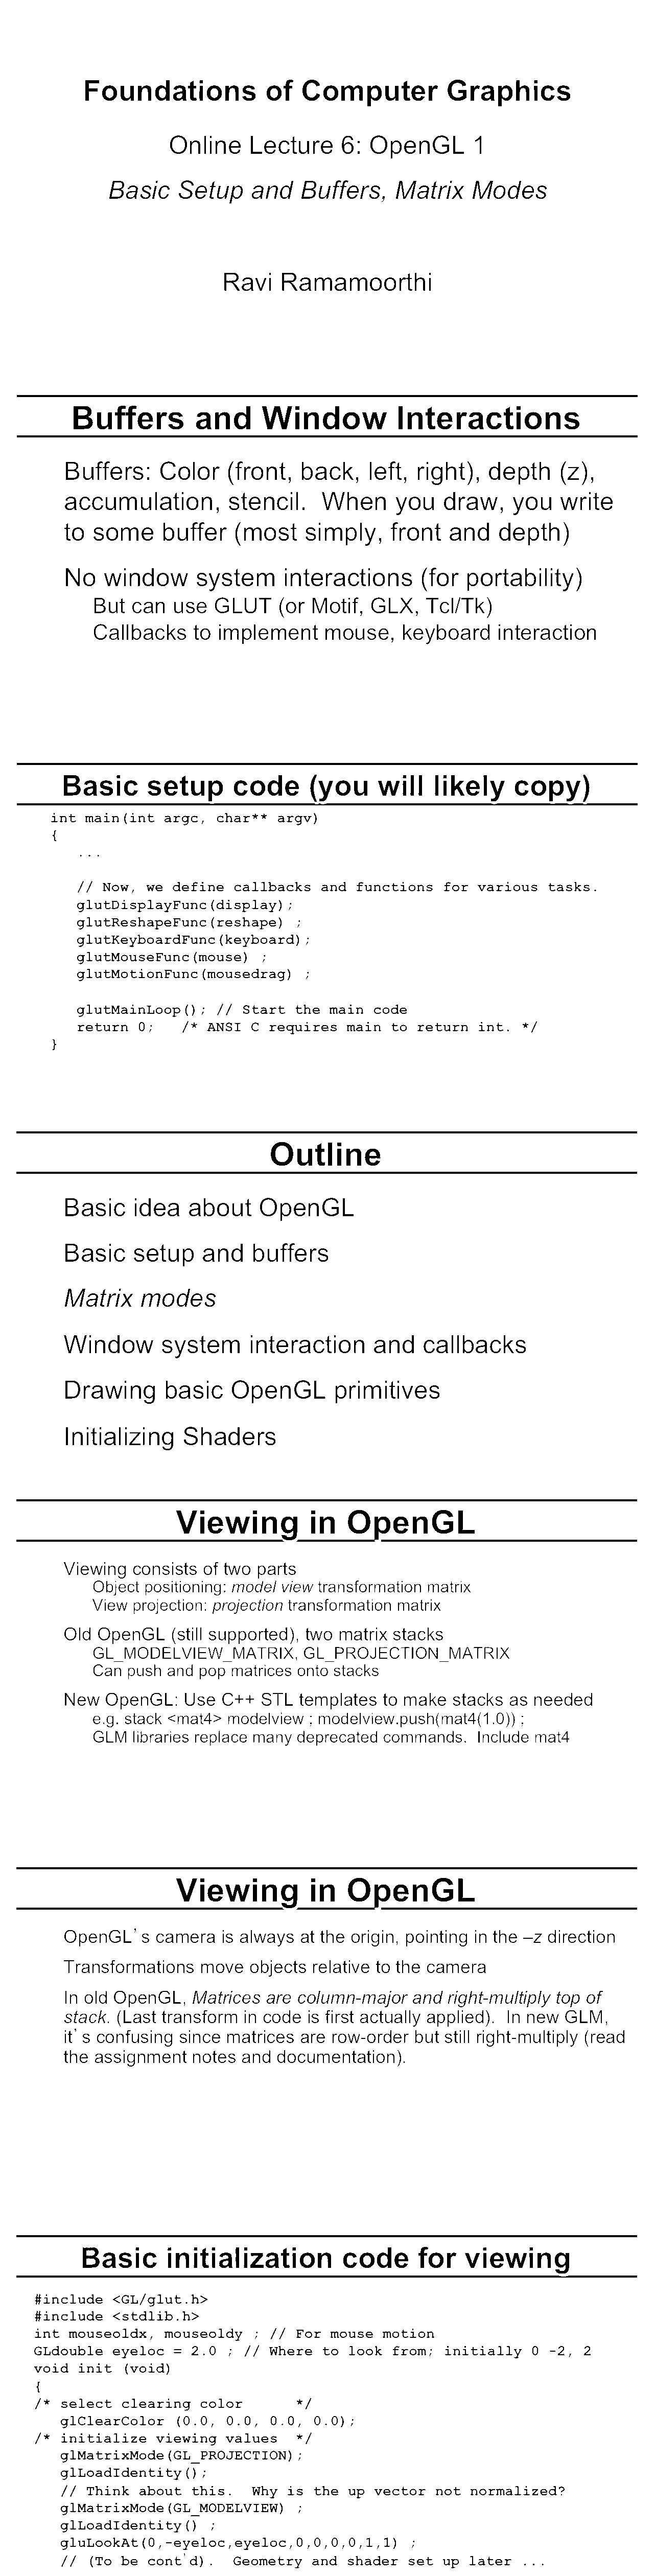 Foundations of Computer Graphics
Online Lecture 6: OpenGL 1
Basic Setup and Buffers, Matrix Modes
Ravi Ramamoorthi
Buffers and Window Interactions
Buffers: Color (front, back, left, right), depth (z),
accumulation, stencil.  When you draw, you write
to some buffer (most simply, front and depth)
No window system interactions (for portability)
But can use GLUT (or Motif, GLX, Tcl/Tk)
Callbacks to implement mouse, keyboard interaction
Basic setup code (you will likely copy)
int main(int argc, char** argv)
{
...
// Now, we define callbacks and functions for various tasks.
glutDisplayFunc(display);
glutReshapeFunc(reshape) ;
glutKeyboardFunc(keyboard);
glutMouseFunc(mouse) ;
glutMotionFunc(mousedrag) ;
glutMainLoop(); // Start the main code
return 0;   /* ANSI C requires main to return int. */
}
Outline
Basic idea about OpenGL
Basic setup and buffers
Matrix modes
Window system interaction and callbacks
Drawing basic OpenGL primitives
Initializing Shaders
Viewing in OpenGL
Viewing consists of two parts
Object positioning: model view transformation matrix
View projection: projection transformation matrix
Old OpenGL (still supported), two matrix stacks
GL_MODELVIEW_MATRIX, GL_PROJECTION_MATRIX
Can push and pop matrices onto stacks
New OpenGL: Use C++ STL templates to make stacks as needed
e.g. stack <mat4> modelview ; modelview.push(mat4(1.0)) ;
GLM libraries replace many deprecated commands.  Include mat4
Viewing in OpenGL
OpenGL's camera is always at the origin, pointing in the –z direction
Transformations move objects relative to the camera
In old OpenGL, Matrices are column-major and right-multiply top of
stack. (Last transform in code is first actually applied).  In new GLM,
it's confusing since matrices are row-order but still right-multiply (read
the assignment notes and documentation).
Basic initialization code for viewing
#include <GL/glut.h>
#include <stdlib.h>
int mouseoldx, mouseoldy ; // For mouse motion
GLdouble eyeloc = 2.0 ; // Where to look from; initially 0 -2, 2
void init (void)
{
/* select clearing color      */
glClearColor (0.0, 0.0, 0.0, 0.0);
/* initialize viewing values  */
glMatrixMode(GL_PROJECTION);
glLoadIdentity();
// Think about this.  Why is the up vector not normalized?
glMatrixMode(GL_MODELVIEW) ;
glLoadIdentity() ;
gluLookAt(0,-eyeloc,eyeloc,0,0,0,0,1,1) ;
// (To be cont'd).  Geometry and shader set up later ...